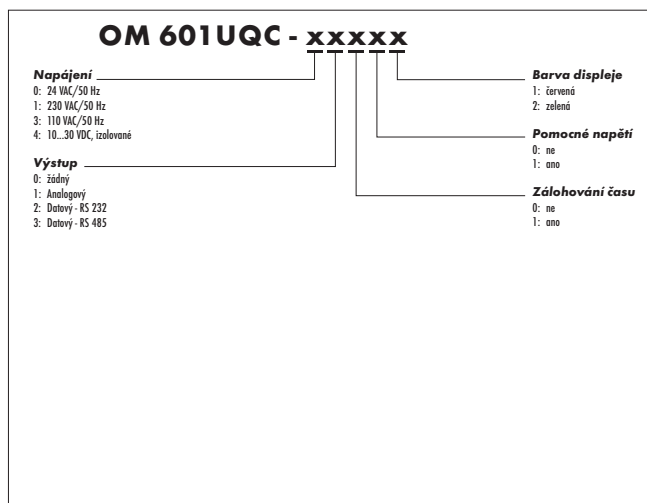 OM 601UQC - xxxxx
Napájení
0: 24 VAC/50 Hz
1: 230 VAC/50 Hz
3: 110 VAC/50 Hz
4: 10...30 VDC, izolované
Výstup
0: žádný
1: Analogový
2: Datový - RS 232
3: Datový - RS 485
Barva displeje
1: červená
2: zelená
Pomocné napětí
0: ne
1: ano
Zálohování času
0: ne
1: ano